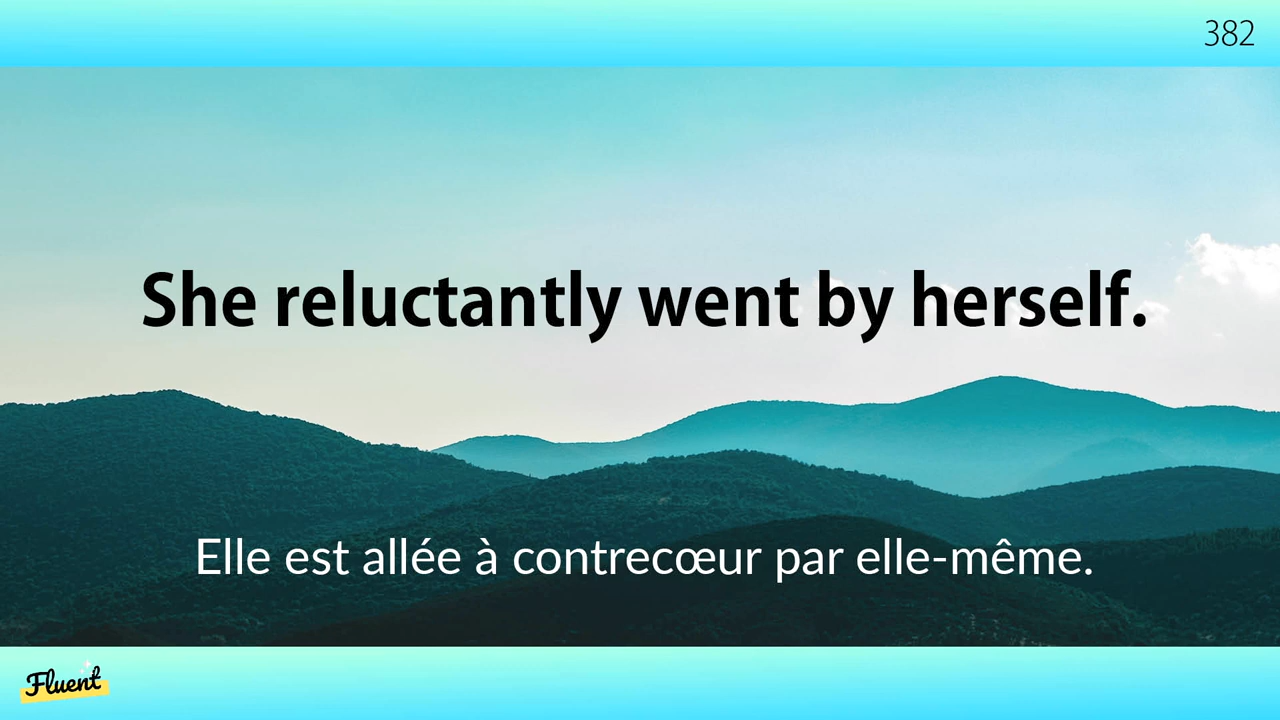 382
She reluctantly went by herself.
Elle est allée à contrecœur par elle-même.
Fluent